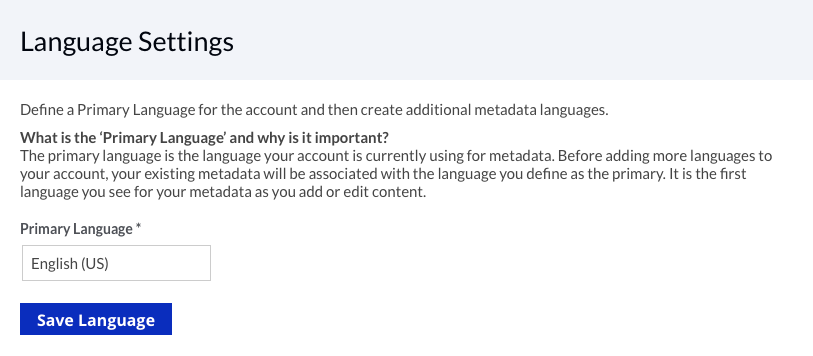 Language Settings
Define a Primary Language for the account and then create additional metadata languages.
What is the ‘Primary Language’ and why is it important?
The primary language is the language your account is currently using for metadata. Before adding more languages to
your account, your existing metadata will be associated with the language you define as the primary. It is the first
language you see for your metadata as you add or edit content.
Primary Language *
English (US)
Save Language